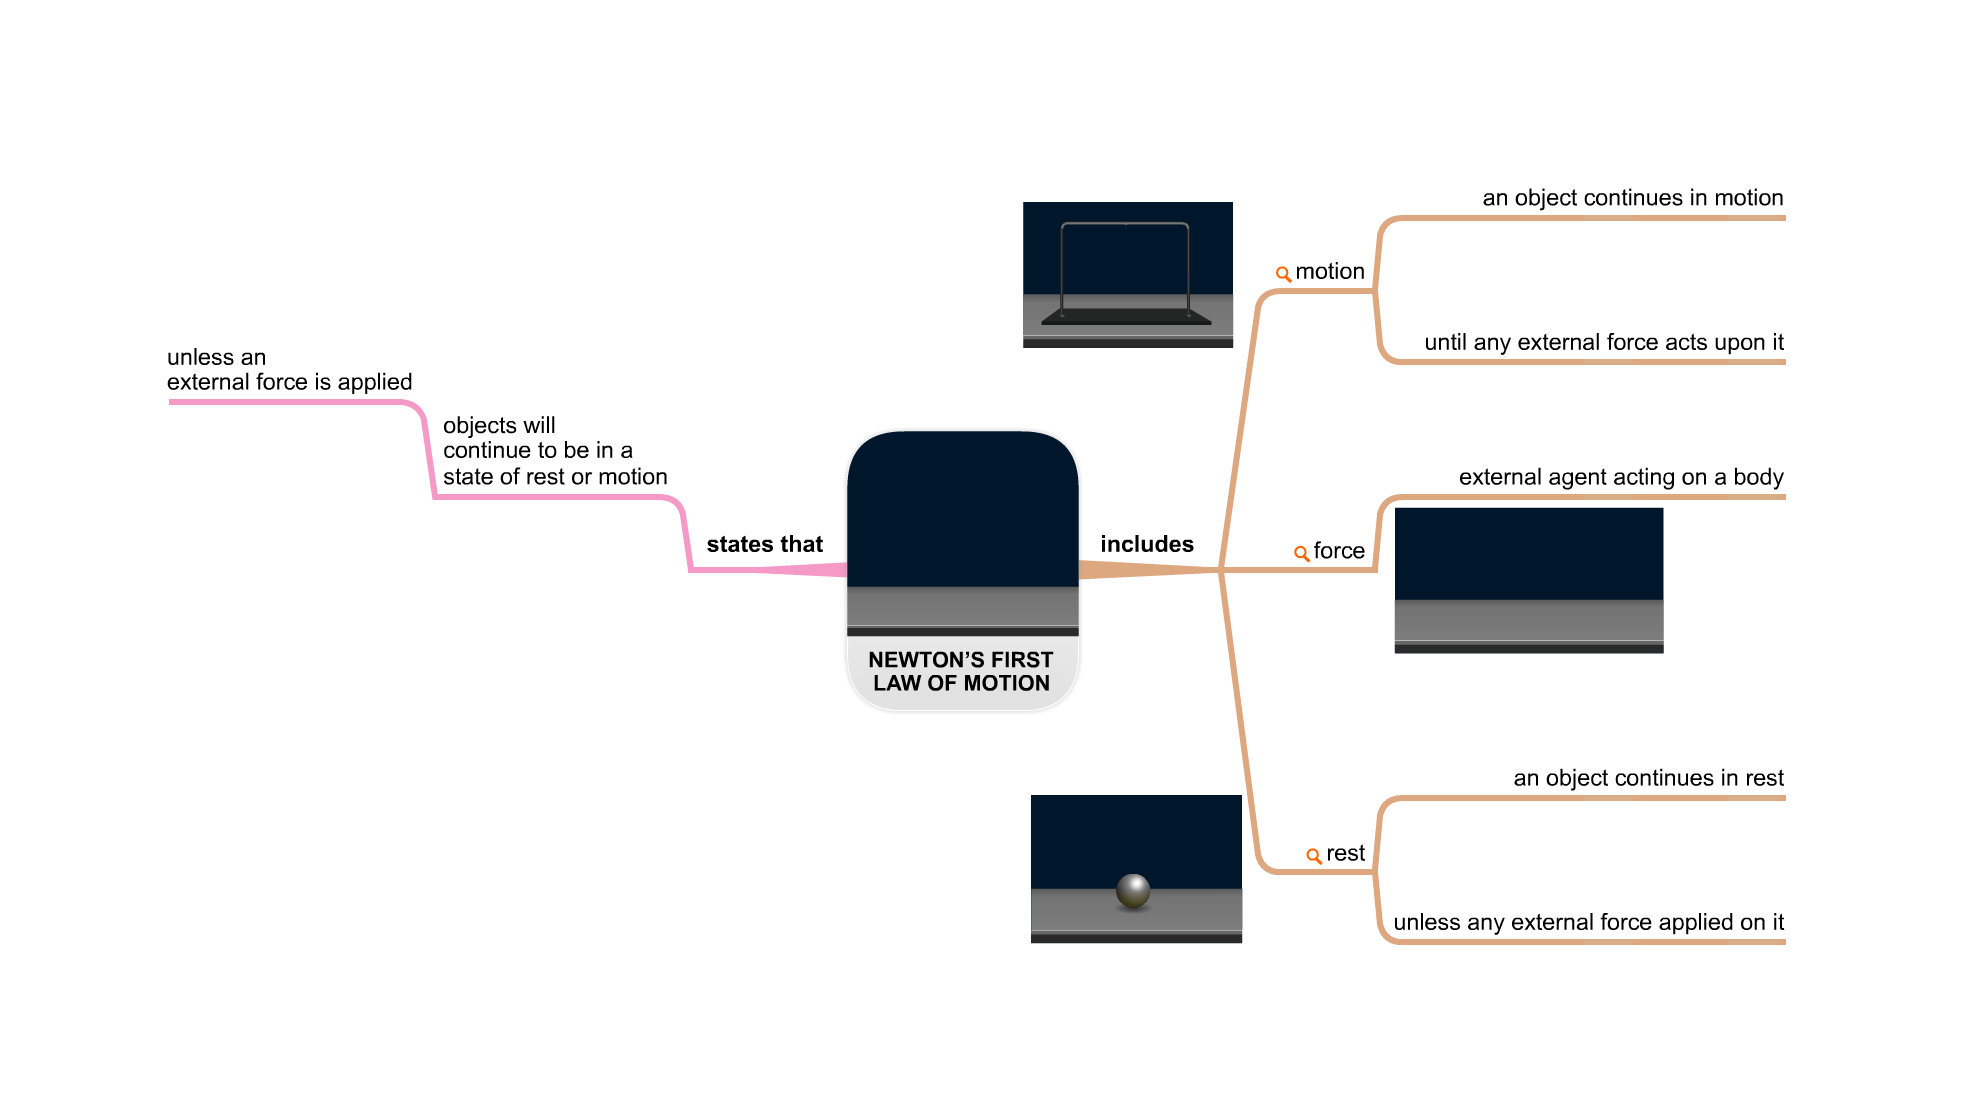 unless an
external force is applied
objects will
continue to be in a
state of rest or motion
states that
NEWTON’S FIRST
LAW OF MOTION
includes
motion
an object continues in motion
until any external force acts upon it
force
external agent acting on a body
rest
an object continues in rest
unless any external force applied on it